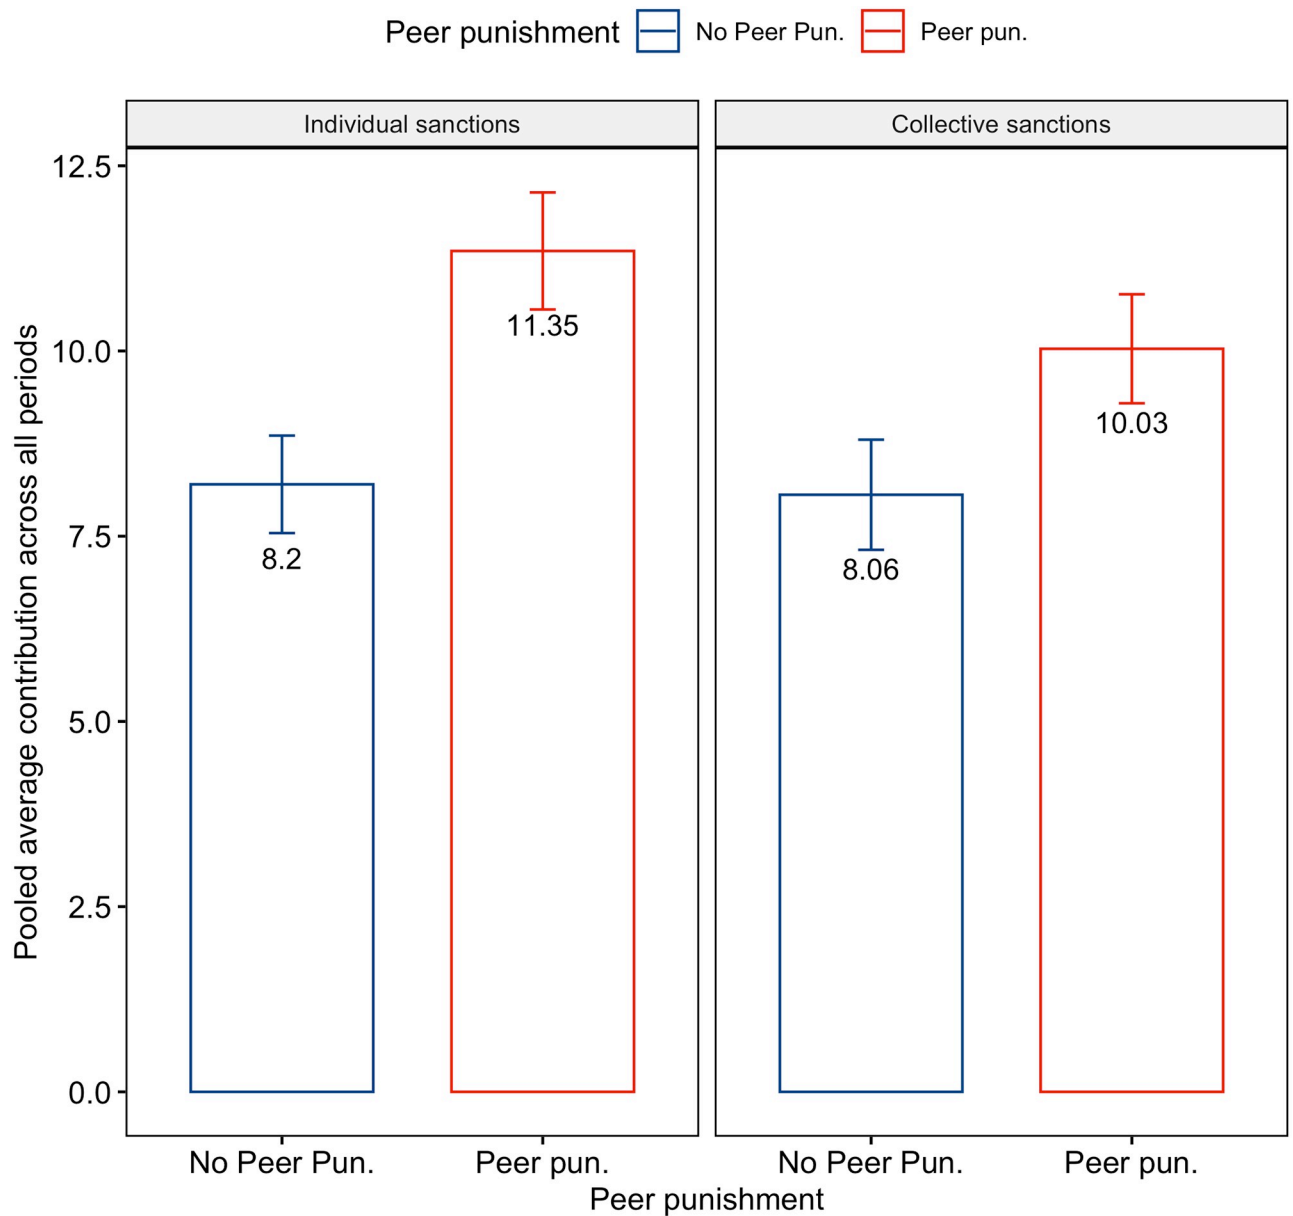 Peer punishment No Peer Pun. Peer pun.
Individual sanctions Collective sanctions
Pooled average contribution across all periods
12.5
10.0
7.5
5.0
2.5
0.0
8.2
11.35
8.06
10.03
No Peer Pun. Peer pun. No Peer Pun. Peer pun.
Peer punishment